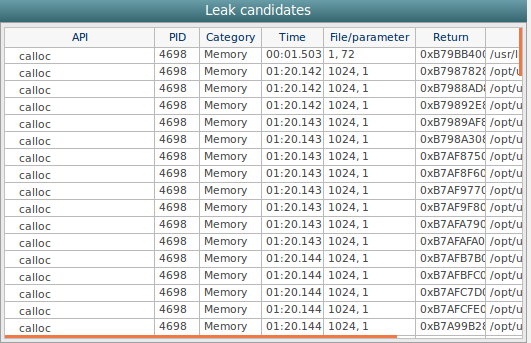 Leak candidates
API PID Category Time File/parameter Return
calloc 4698 Memory 00:01.503 1, 72 0xB79BB400 /usr/l
calloc 4698 Memory 01:20.142 1024, 1 0xB7987828 /opt/u
calloc 4698 Memory 01:20.142 1024, 1 0xB7988AD8 /opt/u
calloc 4698 Memory 01:20.142 1024, 1 0xB79892E8 /opt/u
calloc 4698 Memory 01:20.143 1024, 1 0xB7989AF8 /opt/u
calloc 4698 Memory 01:20.143 1024, 1 0xB798A308 /opt/u
calloc 4698 Memory 01:20.143 1024, 1 0xB7AF8750 /opt/u
calloc 4698 Memory 01:20.143 1024, 1 0xB7AF8F60 /opt/u
calloc 4698 Memory 01:20.143 1024, 1 0xB7AF9770 /opt/u
calloc 4698 Memory 01:20.143 1024, 1 0xB7AF9F80 /opt/u
calloc 4698 Memory 01:20.143 1024, 1 0xB7AFA790 /opt/u
calloc 4698 Memory 01:20.143 1024, 1 0xB7AFAFA0 /opt/u
calloc 4698 Memory 01:20.144 1024, 1 0xB7AFB7B0 /opt/u
calloc 4698 Memory 01:20.144 1024, 1 0xB7AFBFC0 /opt/u
calloc 4698 Memory 01:20.144 1024, 1 0xB7AFC7D0 /opt/u
calloc 4698 Memory 01:20.144 1024, 1 0xB7AFCFE0 /opt/u
calloc 4698 Memory 01:20.144 1024, 1 0xB7A99B28 /opt/u